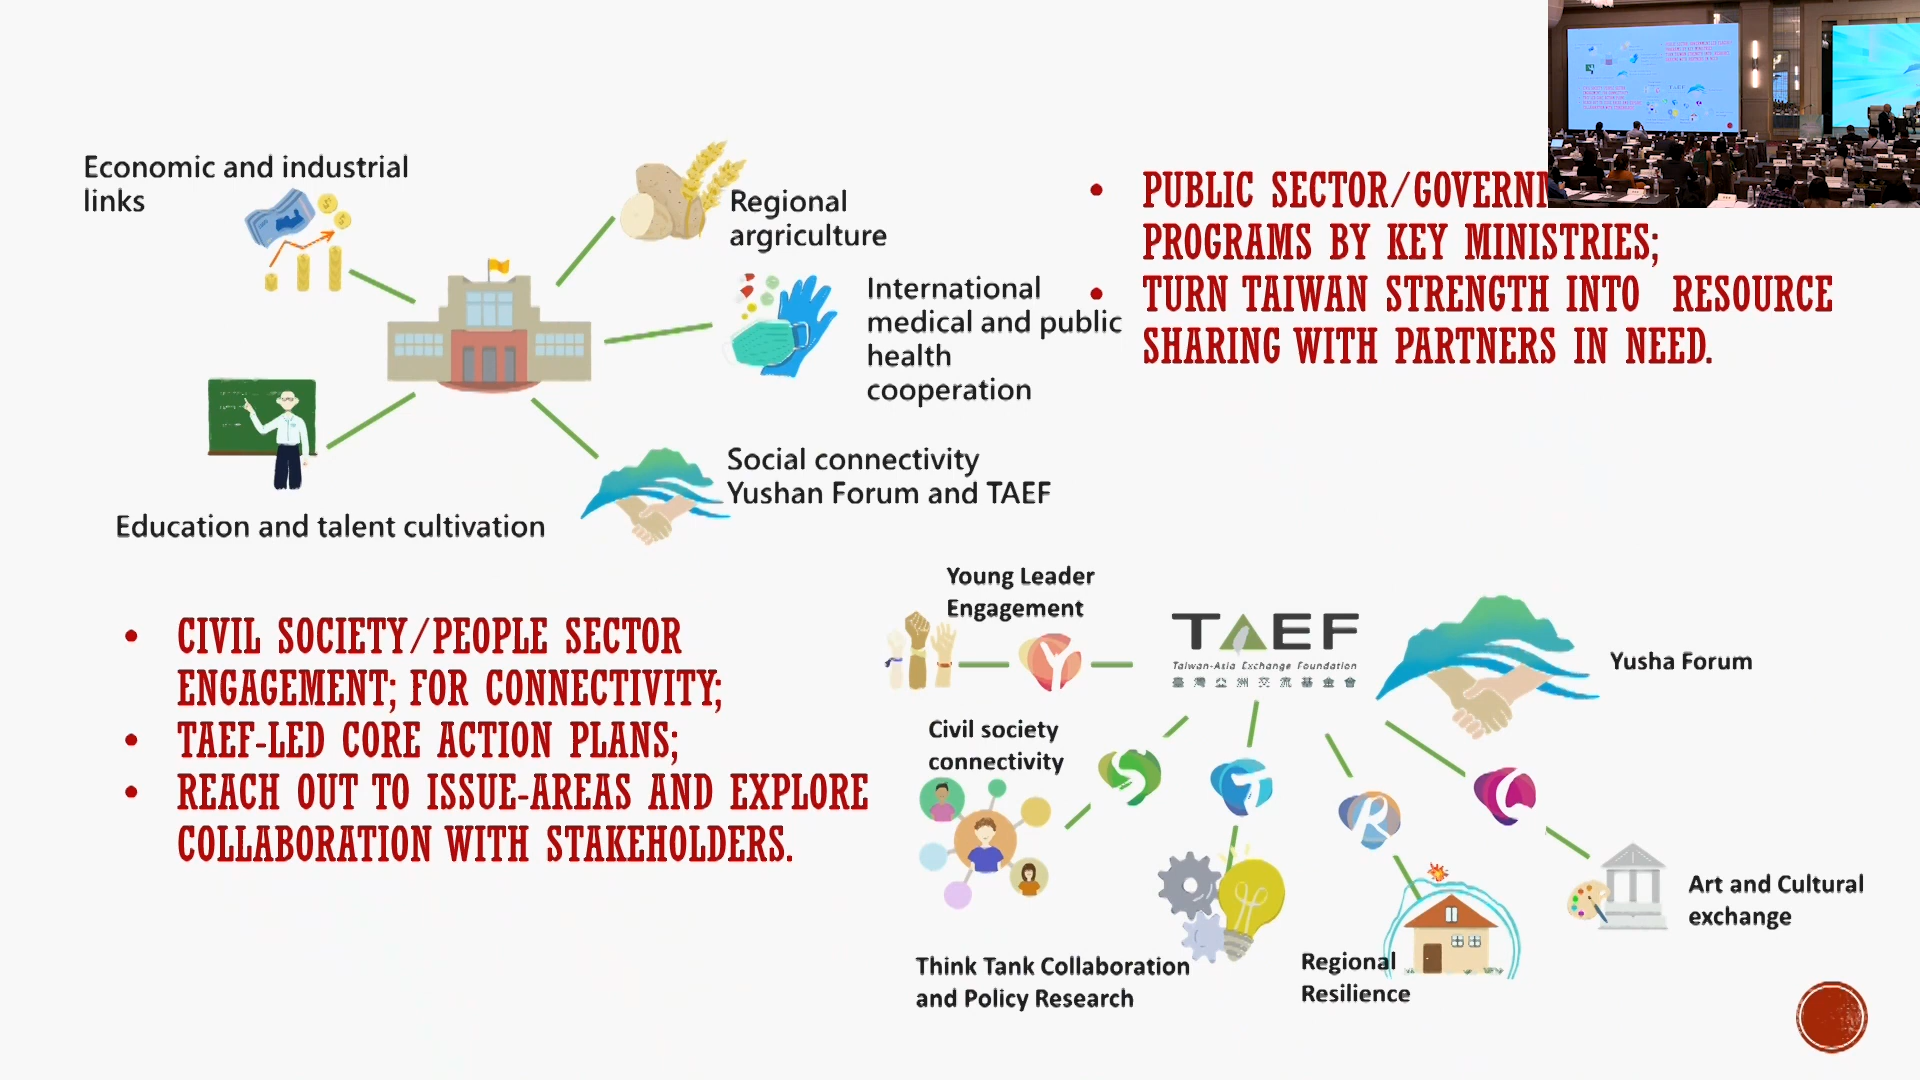 Economic and industrial
links
Regional
argriculture
International
medical and public
health
cooperation
Social connectivity
Yushan Forum and TAEF
Education and talent cultivation
• PUBLIC SECTOR/GOVERNM
PROGRAMS BY KEY MINISTRIES;
• TURN TAIWAN STRENGTH INTO RESOURCE
SHARING WITH PARTNERS IN NEED.
• CIVIL SOCIETY/PEOPLE SECTOR
ENGAGEMENT; FOR CONNECTIVITY;
• TAEF-LED CORE ACTION PLANS;
• REACH OUT TO ISSUE-AREAS AND EXPLORE
COLLABORATION WITH STAKEHOLDERS.
Young Leader
Engagement
Y
TAEF
Taiwan-Asia Exchange Foundation
臺灣亞洲交流基金會
Yusha Forum
Civil society
connectivity
S
T
R
Think Tank Collaboration
and Policy Research
Regional
Resilience
Art and Cultural
exchange